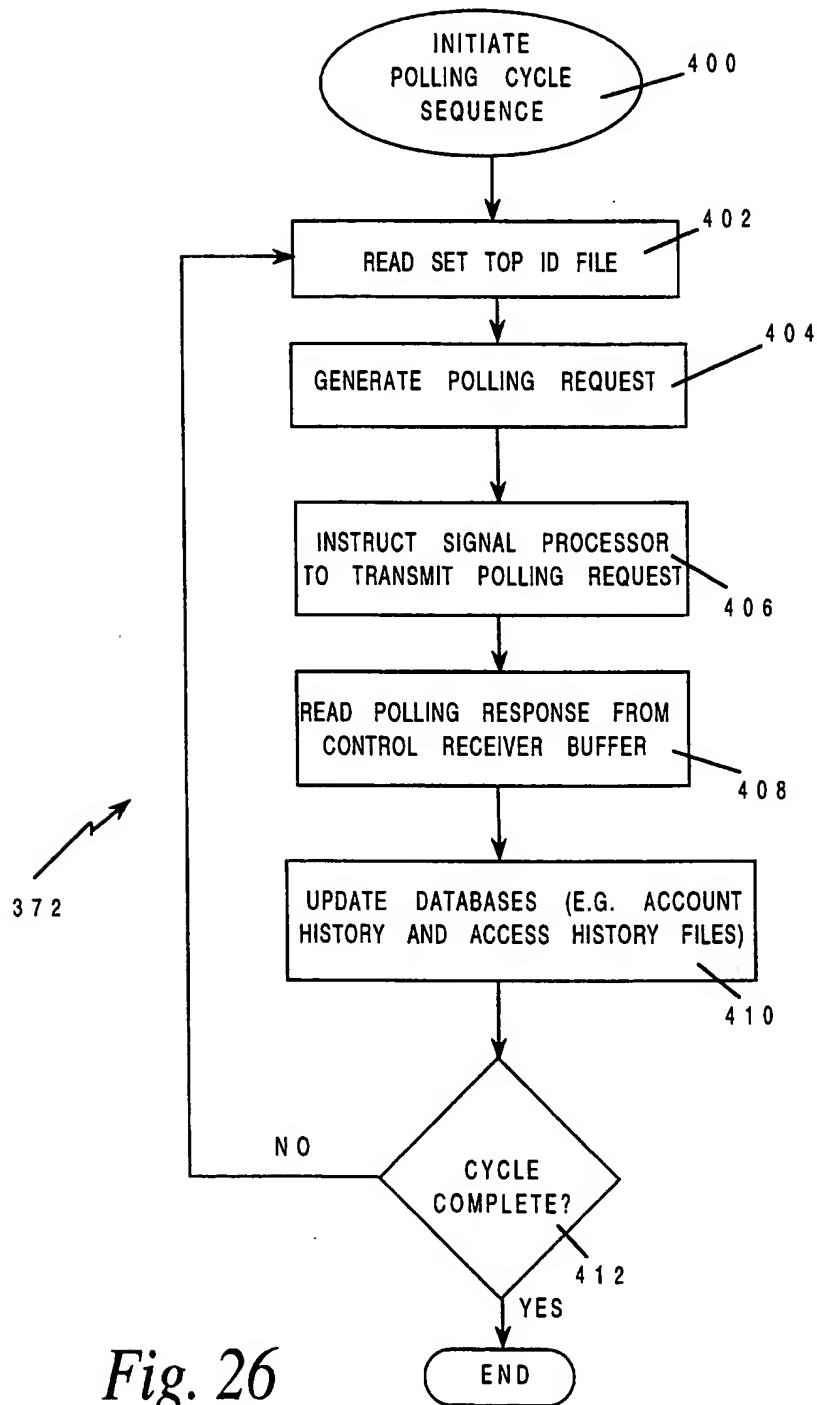 INITIATE
POLLING CYCLE
SEQUENCE
400
402
READ SET TOP ID FILE
404
GENERATE POLLING REQUEST
INSTRUCT SIGNAL PROCESSOR
TO TRANSMIT POLLING REQUEST
406
READ POLLING RESPONSE FROM
CONTROL RECEIVER BUFFER
408
372
UPDATE DATABASES (E.G. ACCOUNT
HISTORY AND ACCESS HISTORY FILES)
410
NO
CYCLE
COMPLETE?
412
YES
END
Fig. 26